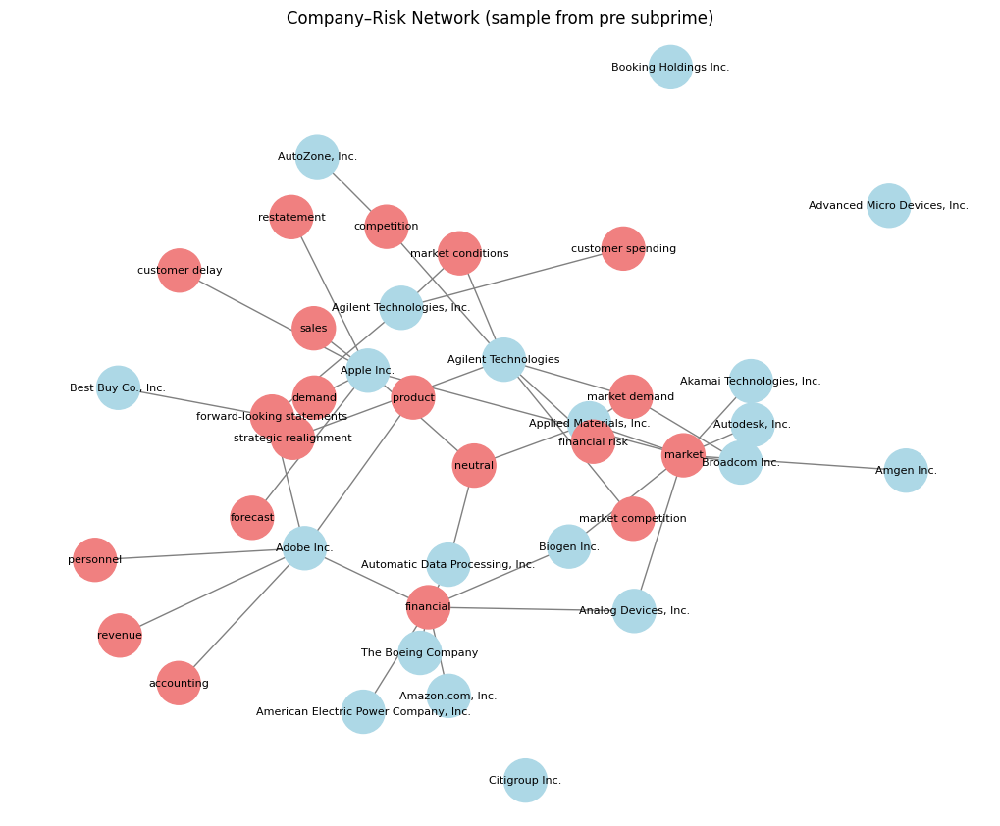 Company–Risk Network (sample from pre subprime)
Booking Holdings Inc.
AutoZone, Inc.
Advanced Micro Devices, Inc.
restatement
competition
customer spending
market conditions
customer delay
Agilent Technologies, Inc.
sales
Agilent Technologies
Apple Inc.
Akamai Technologies, Inc.
Best Buy Co., Inc.
demand
product
market demand
forward-looking statements
Applied Materials, Inc.
Autodesk, Inc.
strategic realignment
financial risk
market
Broadcom Inc.
neutral
Amgen Inc.
forecast
market competition
Adobe Inc.
Biogen Inc.
personnel
Automatic Data Processing, Inc.
financial
Analog Devices, Inc.
revenue
The Boeing Company
accounting
Amazon.com, Inc.
American Electric Power Company, Inc.
Citigroup Inc.